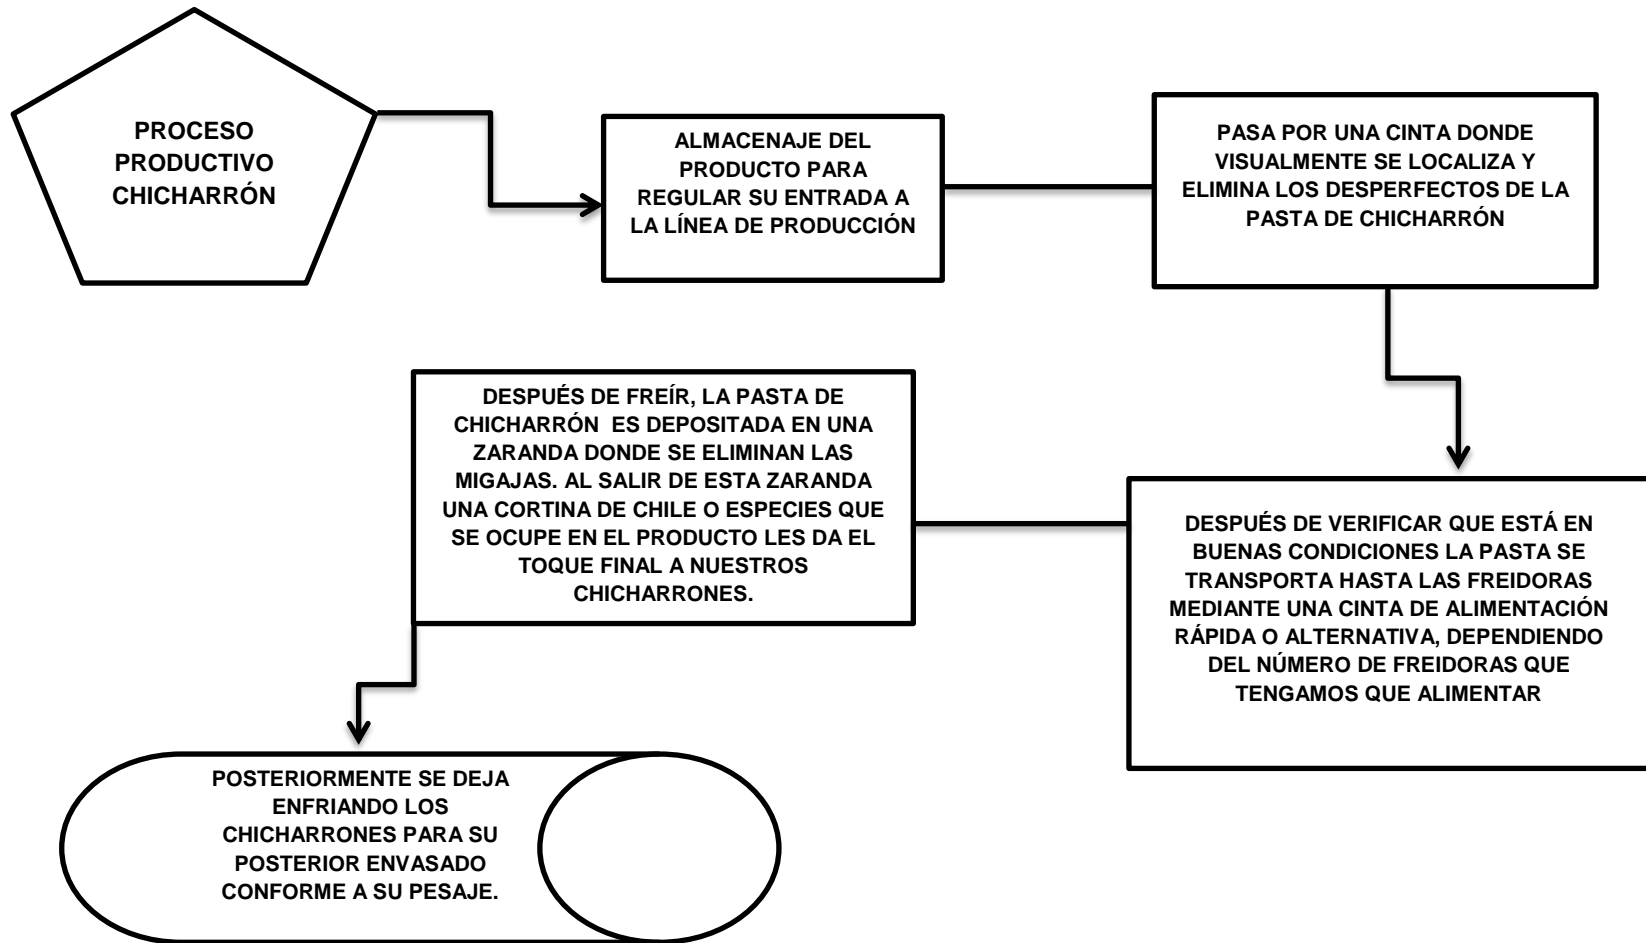 PROCESO
PRODUCTIVO
CHICHARRÓN
ALMACENAJE DEL
PRODUCTO PARA
REGULAR SU ENTRADA A
LA LÍNEA DE PRODUCCIÓN
PASA POR UNA CINTA DONDE
VISUALMENTE SE LOCALIZA Y
ELIMINA LOS DESPERFECTOS DE LA
PASTA DE CHICHARRÓN
DESPUÉS DE VERIFICAR QUE ESTÁ EN
BUENAS CONDICIONES LA PASTA SE
TRANSPORTA HASTA LAS FREIDORAS
MEDIANTE UNA CINTA DE ALIMENTACIÓN
RÁPIDA O ALTERNATIVA, DEPENDIENDO
DEL NÚMERO DE FREIDORAS QUE
TENGAMOS QUE ALIMENTAR
DESPUÉS DE FREÍR, LA PASTA DE
CHICHARRÓN ES DEPOSITADA EN UNA
ZARANDA DONDE SE ELIMINAN LAS
MIGAJAS. AL SALIR DE ESTA ZARANDA
UNA CORTINA DE CHILE O ESPECIES QUE
SE OCUPE EN EL PRODUCTO LES DA EL
TOQUE FINAL A NUESTROS
CHICHARRONES.
POSTERIORMENTE SE DEJA
ENFRIANDO LOS
CHICHARRONES PARA SU
POSTERIOR ENVASADO
CONFORME A SU PESAJE.